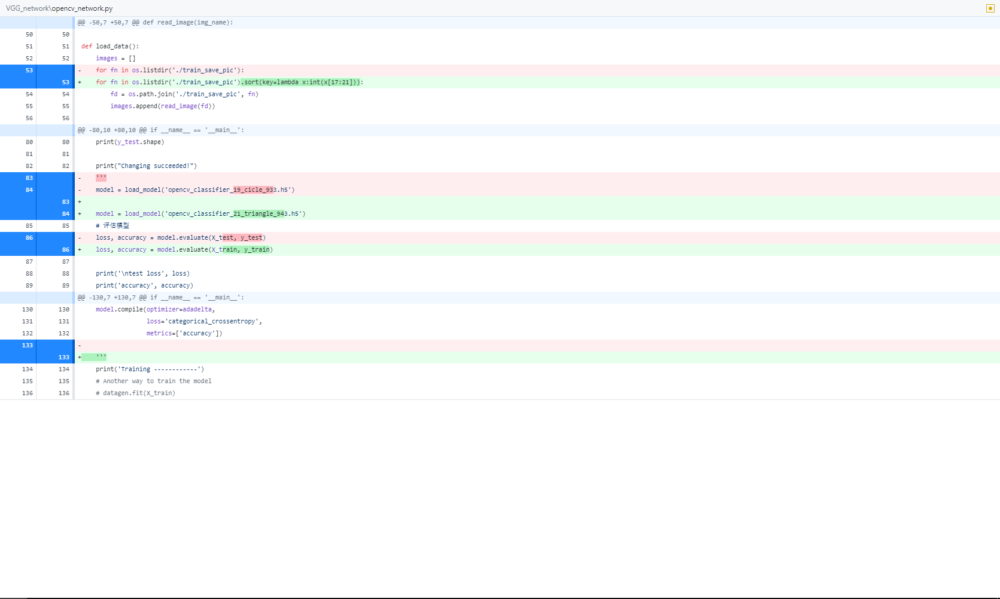 VGG_network\opencv_network.py
@@ -50,7 +50,7 @@ def read_image(img_name):
50 50
51 51 def load_data():
52 52 images = []
53 - for fn in os.listdir('./train_save_pic'):
53 + for fn in os.listdir('./train_save_pic').sort(key=lambda x:int(x[17:21])):
54 54 fd = os.path.join('./train_save_pic', fn)
55 55 images.append(read_image(fd))
56 56
@@ -80,10 +80,10 @@ if __name__ == '__main__':
80 80 print(y_test.shape)
81 81
82 82 print("Changing succeeded!")
83 - '''
84 - model = load_model('opencv_classifier_19_cicle_933.h5')
83 +
84 + model = load_model('opencv_classifier_21_triangle_943.h5')
85 85 # 评估模型
86 - loss, accuracy = model.evaluate(X_test, y_test)
86 + loss, accuracy = model.evaluate(X_train, y_train)
87 87
88 88 print('\ntest loss', loss)
89 89 print('accuracy', accuracy)
@@ -130,7 +130,7 @@ if __name__ == '__main__':
130 130 model.compile(optimizer=adadelta,
131 131 loss='categorical_crossentropy',
132 132 metrics=['accuracy'])
133 -
133 + '''
134 134 print('Training ------------')
135 135 # Another way to train the model
136 136 # datagen.fit(X_train)